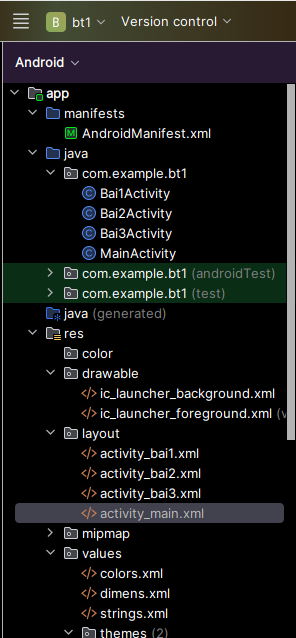 B bt1 Version control
Android
app
manifests
M AndroidManifest.xml
java
com.example.bt1
C Bai1Activity
C Bai2Activity
C Bai3Activity
C MainActivity
com.example.bt1 (androidTest)
com.example.bt1 (test)
java (generated)
res
color
drawable
</> ic_launcher_background.xml
</> ic_launcher_foreground.xml (v
layout
</> activity_bai1.xml
</> activity_bai2.xml
</> activity_bai3.xml
</> activity_main.xml
mipmap
values
</> colors.xml
</> dimens.xml
</> strings.xml
themes (2)